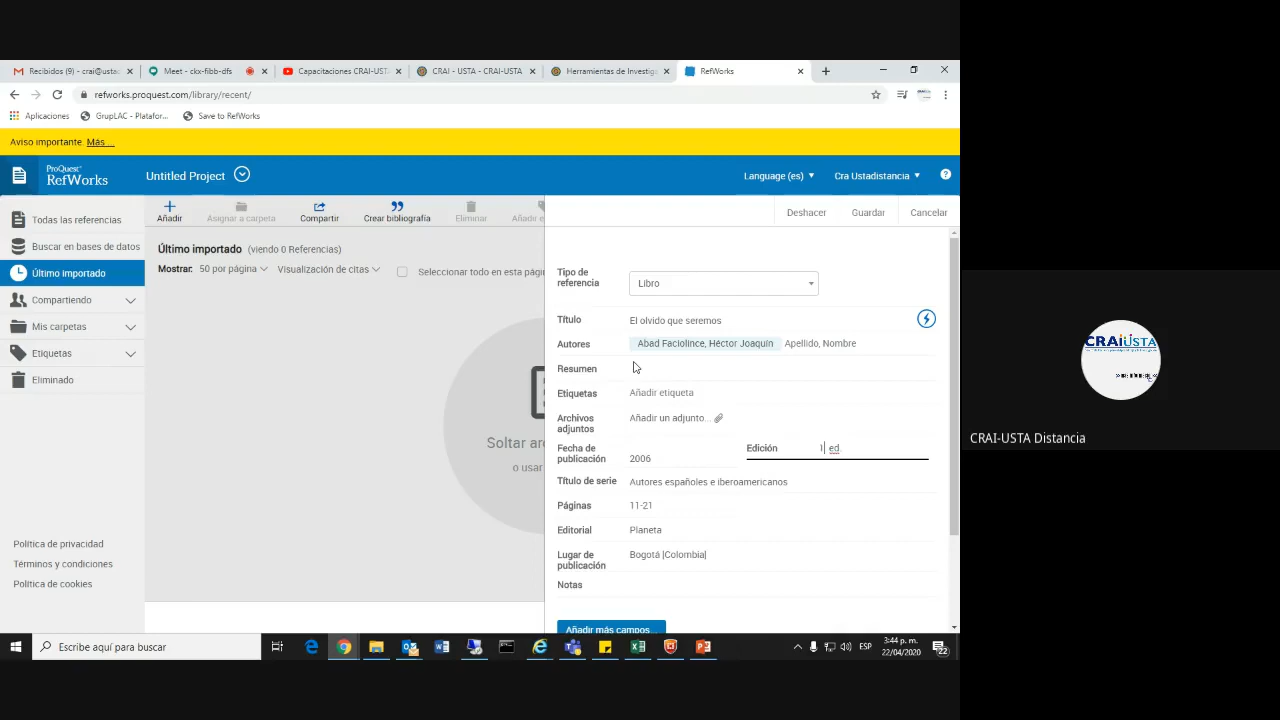 Recibidos (9) - crai@usta
Meet - ckx-fibb-dfs
Capacitaciones CRAI-UST
CRAI - USTA - CRAI-USTA
Herramientas de Investiga
RefWorks
refworks.proquest.com/library/recent/
Aplicaciones
GrupLAC - Platafor...
Save to RefWorks
Aviso importante. Más ...
ProQuest
RefWorks
Untitled Project
Language (es)
Cra Ustadistancia
Todas las referencias
Buscar en bases de datos
Último importado
Compartiendo
Mis carpetas
Etiquetas
Eliminado
Política de privacidad
Términos y condiciones
Política de cookies
Añadir
Asignar a carpeta
Compartir
Crear bibliografía
Eliminar
Añadir e
Último importado (viendo 0 Referencias)
Mostrar: 50 por página Visualización de citas Seleccionar todo en esta págin
Soltar ar
o usar
Deshacer
Guardar
Cancelar
Tipo de referencia Libro
Título El olvido que seremos
Autores Abad Faciolince, Héctor Joaquín Apellido, Nombre
Resumen
Etiquetas Añadir etiqueta
Archivos adjuntos Añadir un adjunto...
Fecha de publicación 2006
Edición ed.
Título de serie Autores españoles e iberoamericanos
Páginas 11-21
Editorial Planeta
Lugar de publicación Bogotá |Colombia|
Notas
Añadir más campos...
Escribe aquí para buscar
ESP
3:44 p. m.
22/04/2020
22
CRAIUSTA
CRAI-USTA Distancia